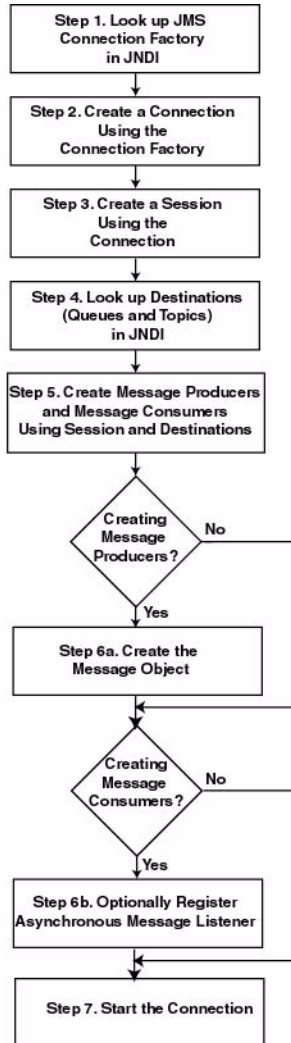 Step 1. Look up JMS
Connection Factory
in JNDI
Step 2. Create a Connection
Using the
Connection Factory
Step 3. Create a Session
Using the
Connection
Step 4. Look up Destinations
(Queues and Topics)
in JNDI
Step 5. Create Message Producers
and Message Consumers
Using Session and Destinations
Creating
Message
Producers?
No
Yes
Step 6a. Create the
Message Object
Creating
Message
Consumers?
No
Yes
Step 6b. Optionally Register
Asynchronous Message Listener
Step 7. Start the Connection